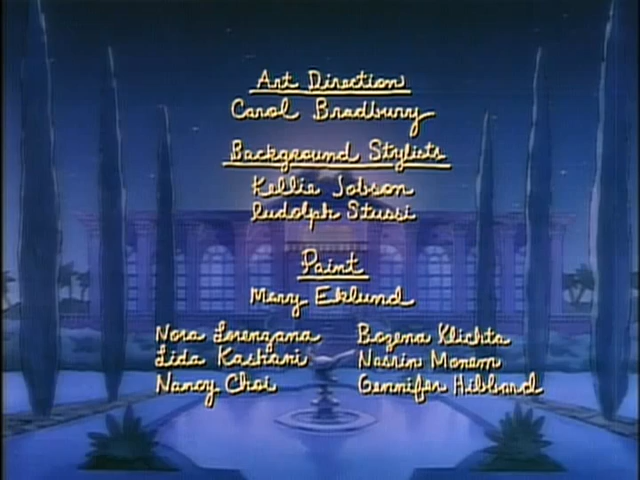 Art Direction
Carol Bradbury
Background Stylists
Kellie Jobson
Rudolph Stussi
Paint
Mary Eklund
Nora Lorenzana Bozena Klichta
Lida Kashani Nasrin Monem
Nancy Choi Gennifer Hibbard